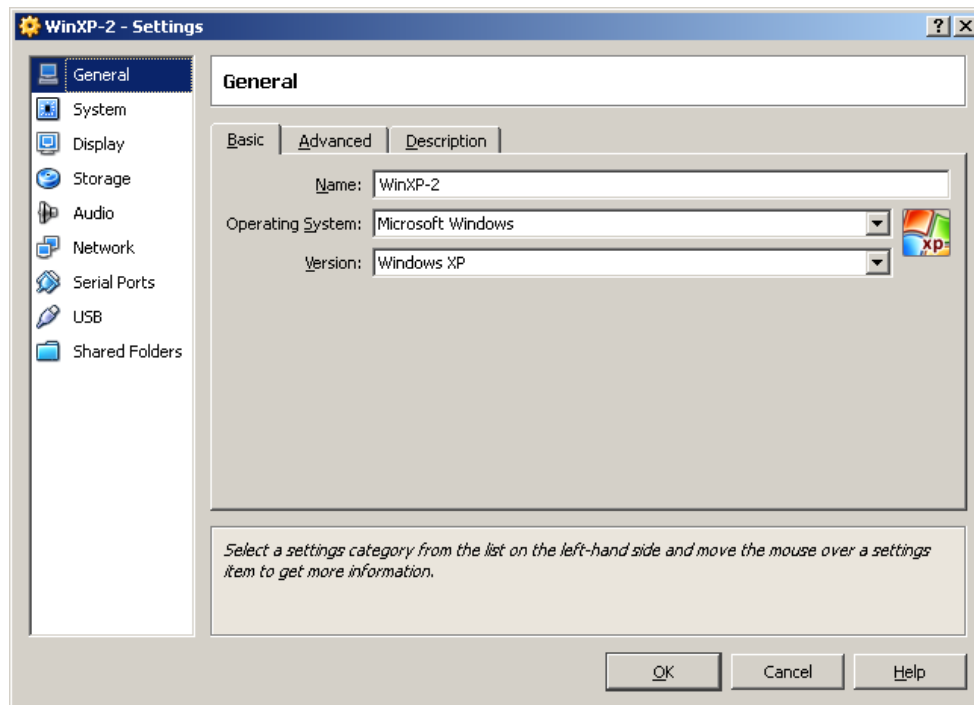 WinXP-2 - Settings
General
System
Display
Storage
Audio
Network
Serial Ports
USB
Shared Folders
General
Basic Advanced Description
Name: WinXP-2
Operating System: Microsoft Windows
Version: Windows XP
xp
Select a settings category from the list on the left-hand side and move the mouse over a settings
item to get more information.
OK Cancel Help